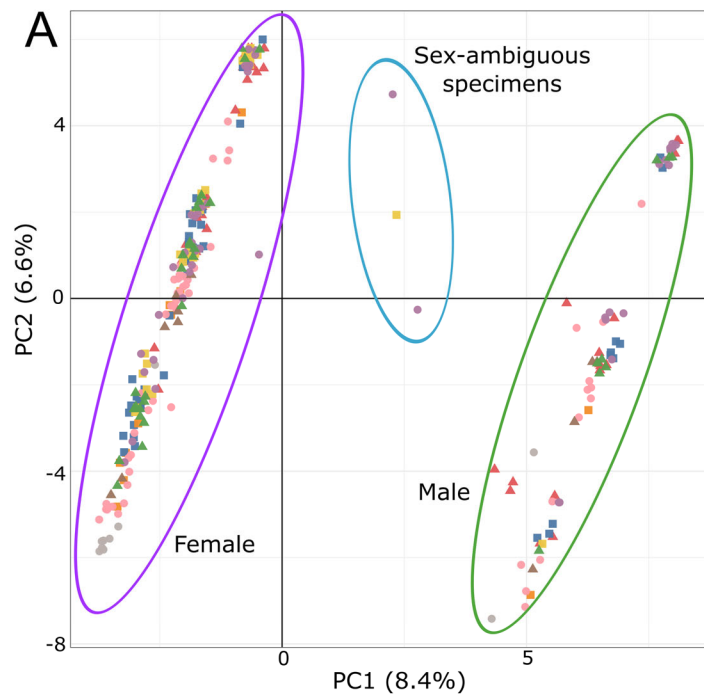 A
Sex-ambiguous
specimens
4
0
-4
-8
PC2 (6.6%)
Female
Male
0
5
PC1 (8.4%)